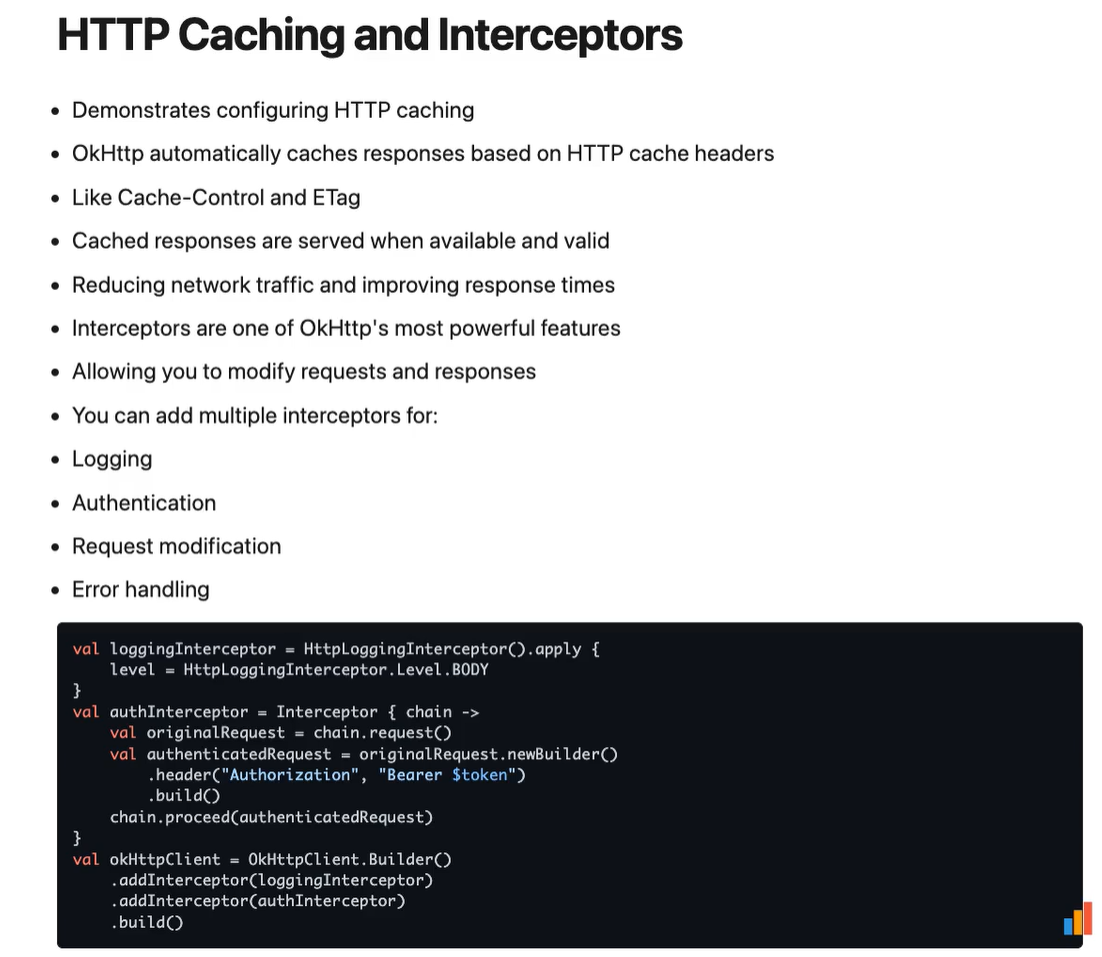 HTTP Caching and Interceptors
• Demonstrates configuring HTTP caching
• OkHttp automatically caches responses based on HTTP cache headers
• Like Cache-Control and ETag
• Cached responses are served when available and valid
• Reducing network traffic and improving response times
• Interceptors are one of OkHttp's most powerful features
• Allowing you to modify requests and responses
• You can add multiple interceptors for:
• Logging
• Authentication
• Request modification
• Error handling
val loggingInterceptor = HttpLoggingInterceptor().apply {
    level = HttpLoggingInterceptor.Level.BODY
}
val authInterceptor = Interceptor { chain ->
    val originalRequest = chain.request()
    val authenticatedRequest = originalRequest.newBuilder()
        .header("Authorization", "Bearer $token")
        .build()
    chain.proceed(authenticatedRequest)
}
val okHttpClient = OkHttpClient.Builder()
    .addInterceptor(loggingInterceptor)
    .addInterceptor(authInterceptor)
    .build()